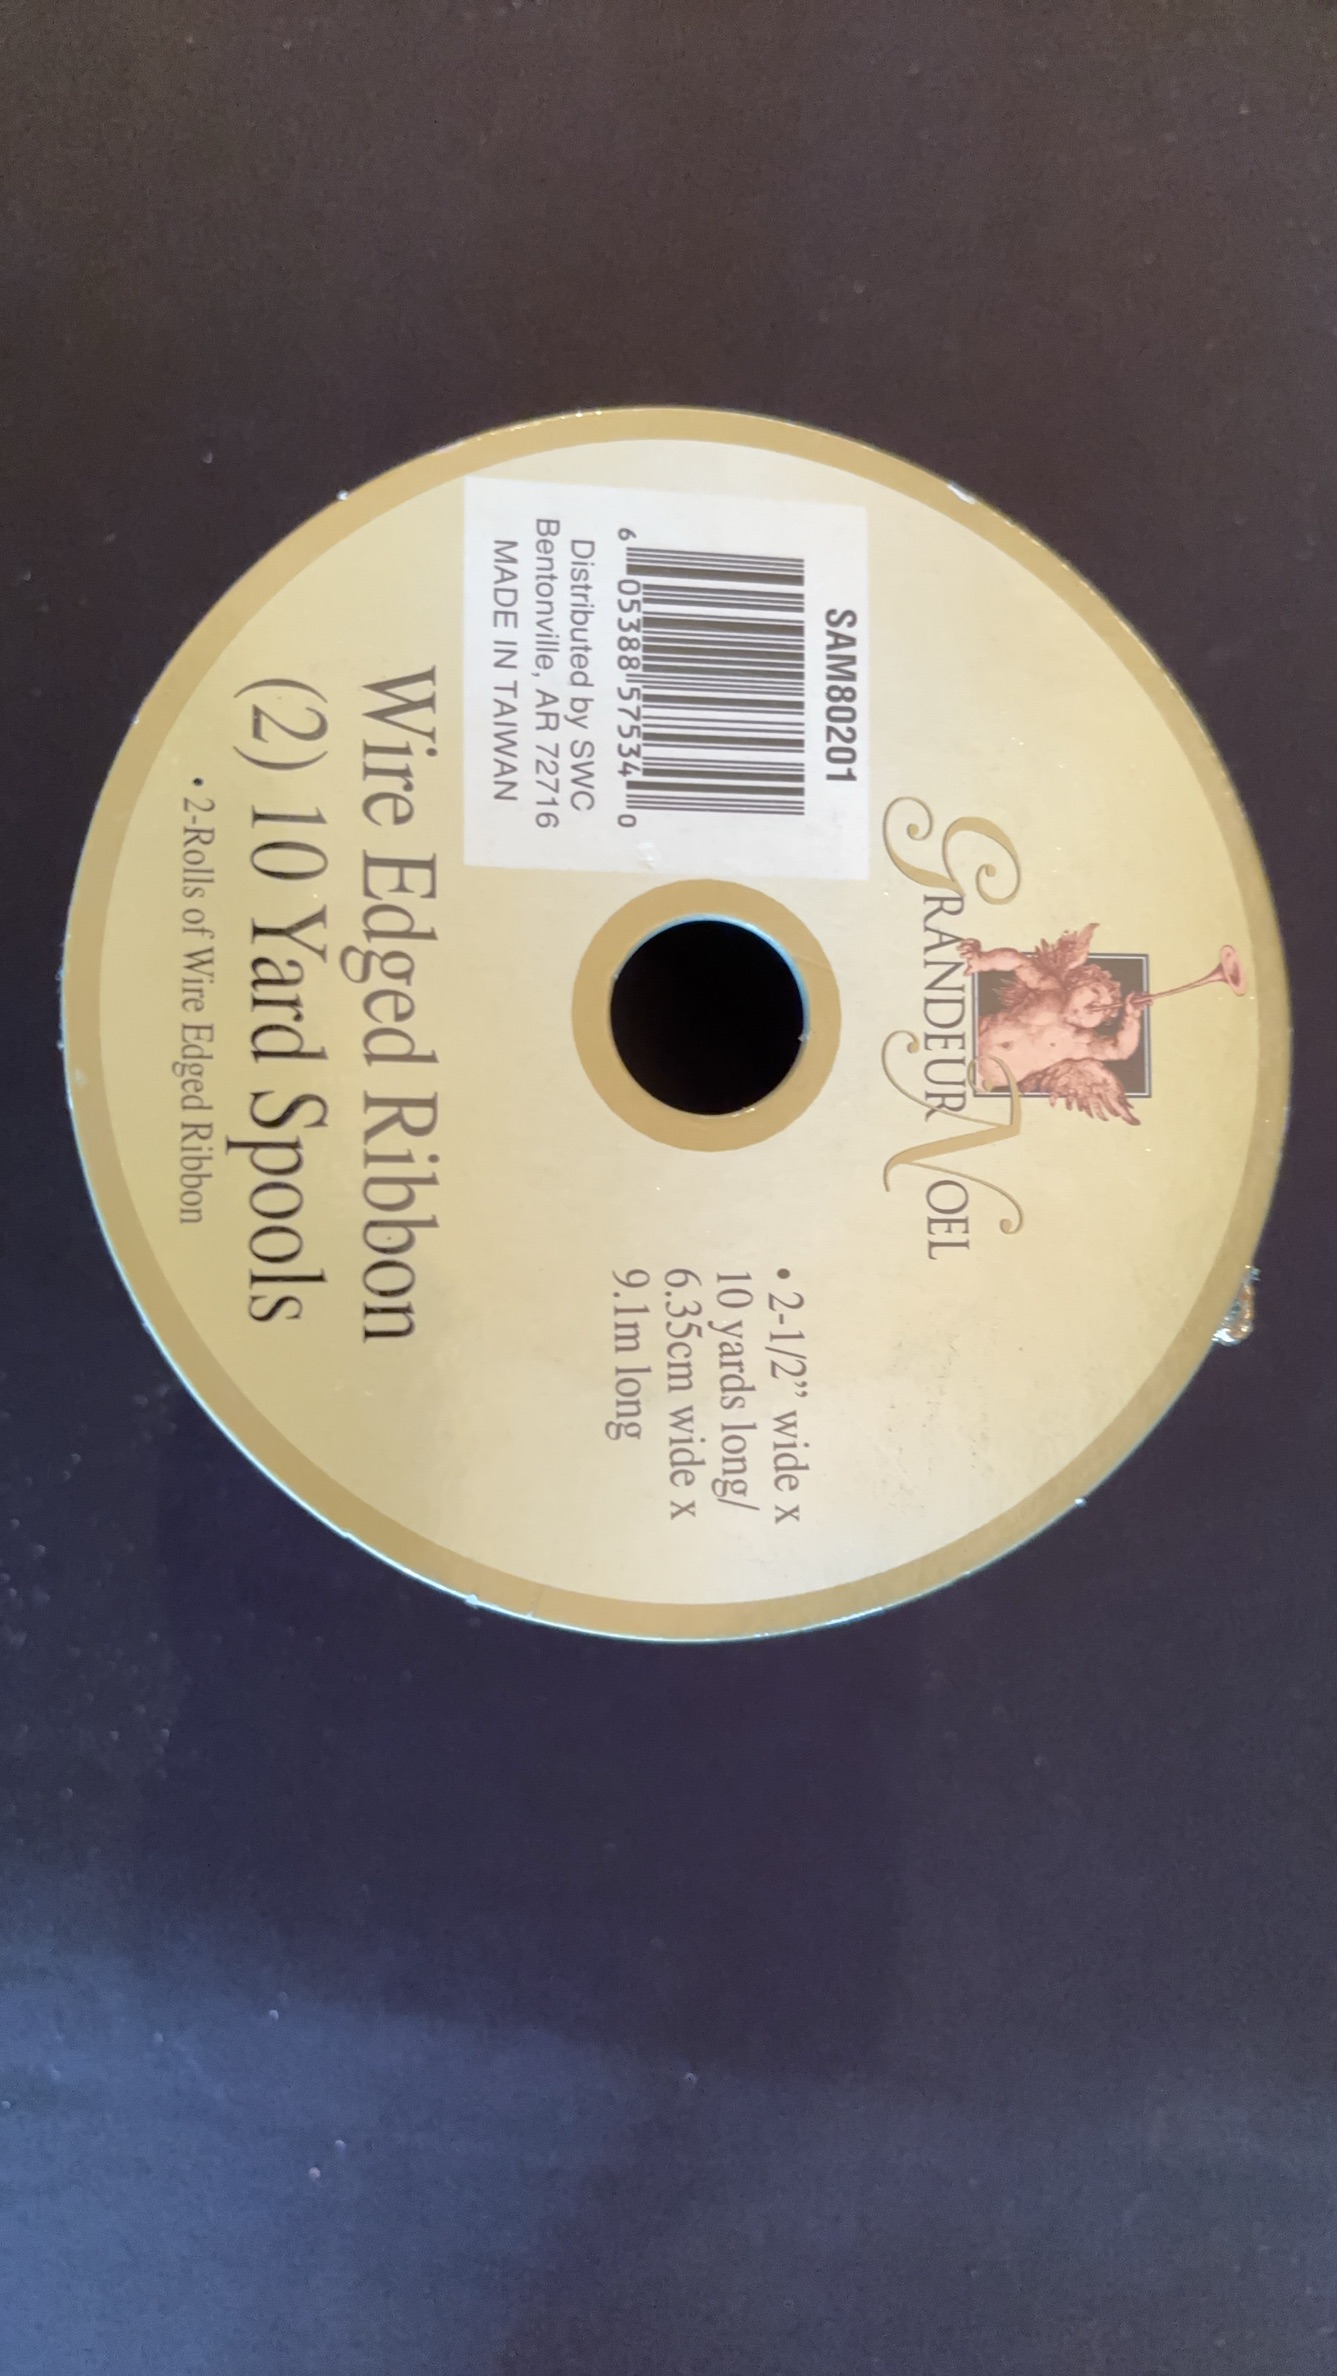 GRANDEUR NOEL
SAM80201
6 05388 57534 0
Distributed by SWC
Bentonville, AR 72716
MADE IN TAIWAN
• 2-1/2” wide x
10 yards long/
6.35cm wide x
9.1m long
Wire Edged Ribbon
(2) 10 Yard Spools
• 2-Rolls of Wire Edged Ribbon